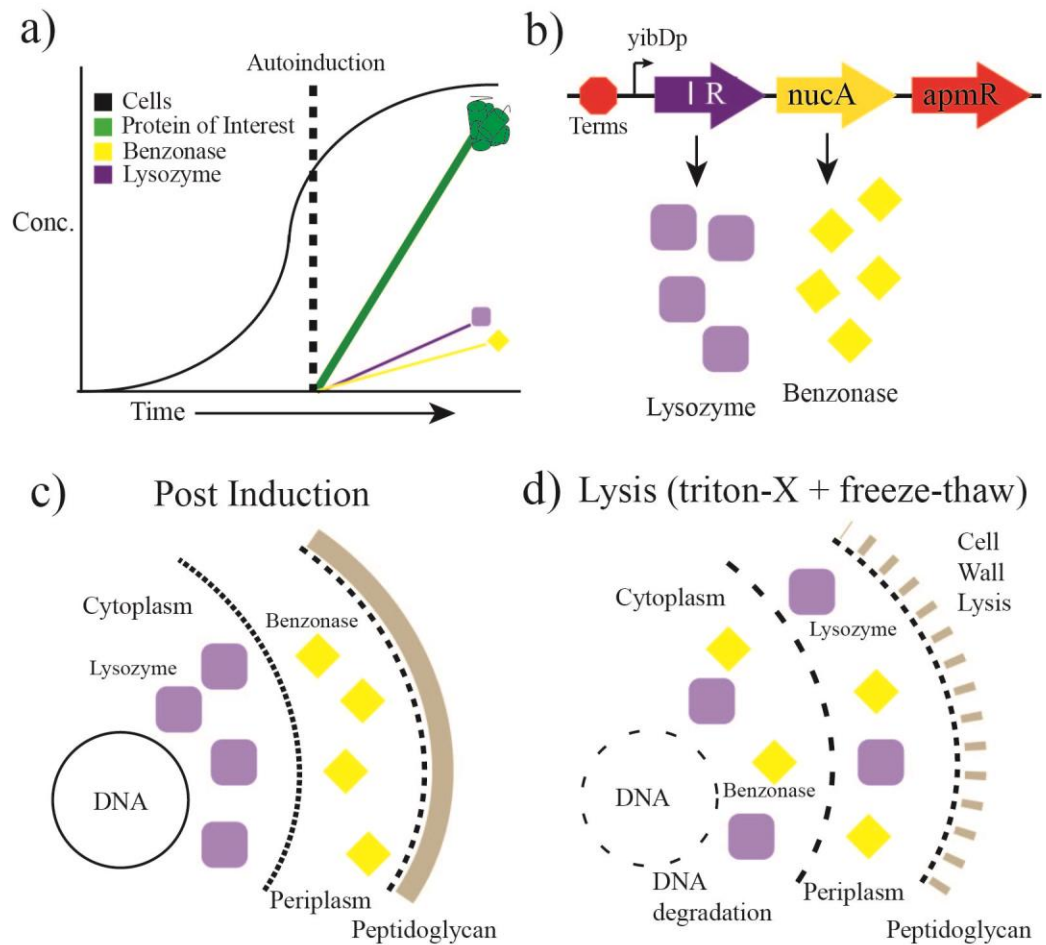 a)
Autoinduction
Cells
Protein of Interest
Benzonase
Lysozyme
Conc.
Time
b)
yibDp
Terms
l R
nucA
apmR
Lysozyme
Benzonase
c)
Post Induction
Cytoplasm
Benzonase
Lysozyme
DNA
Periplasm
Peptidoglycan
d)
Lysis (triton-X + freeze-thaw)
Cell
Wall
Lysis
Cytoplasm
Lysozyme
DNA
Benzonase
DNA
degradation
Periplasm
Peptidoglycan